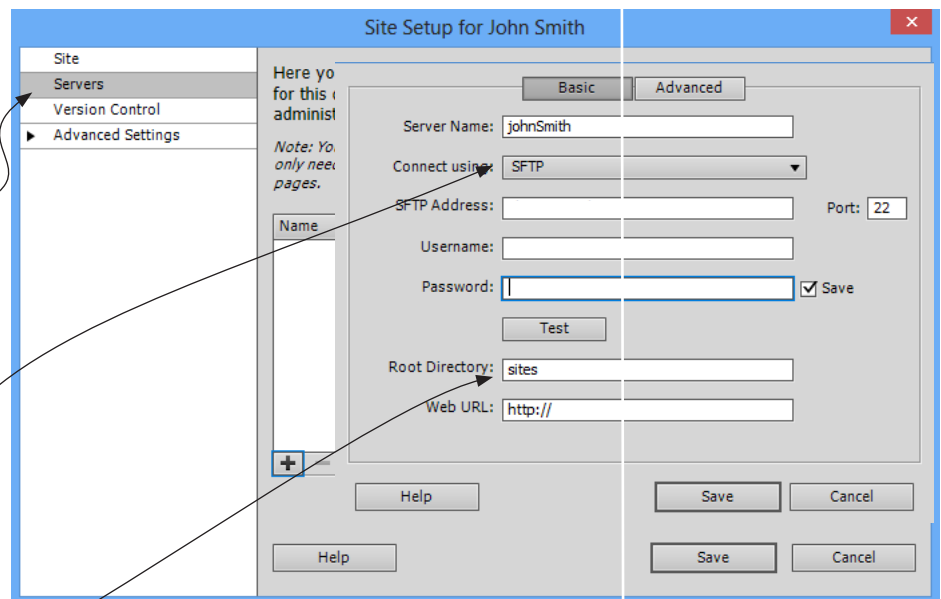 Site Setup for John Smith
Site
Servers
Version Control
Advanced Settings
Here yo
for this
administ
Note: Yo
only need
pages.
Name
Basic
Advanced
Server Name: johnSmith
Connect using: SFTP
SFTP Address:
Port: 22
Username:
Password:
Save
Test
Root Directory: sites
Web URL: http://
Help
Save
Cancel
Help
Save
Cancel